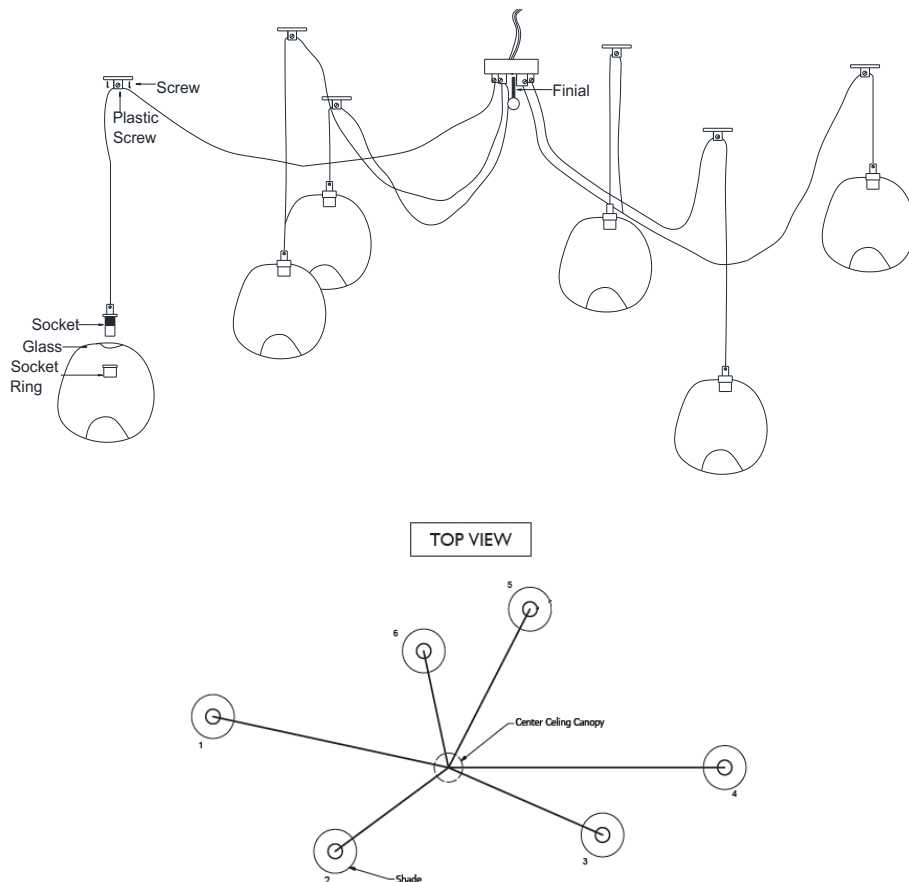 Screw
Plastic
Screw
Finial
Socket
Glass
Socket
Ring
TOP VIEW
5
6
1
Center Celing Canopy
4
3
2
Shade